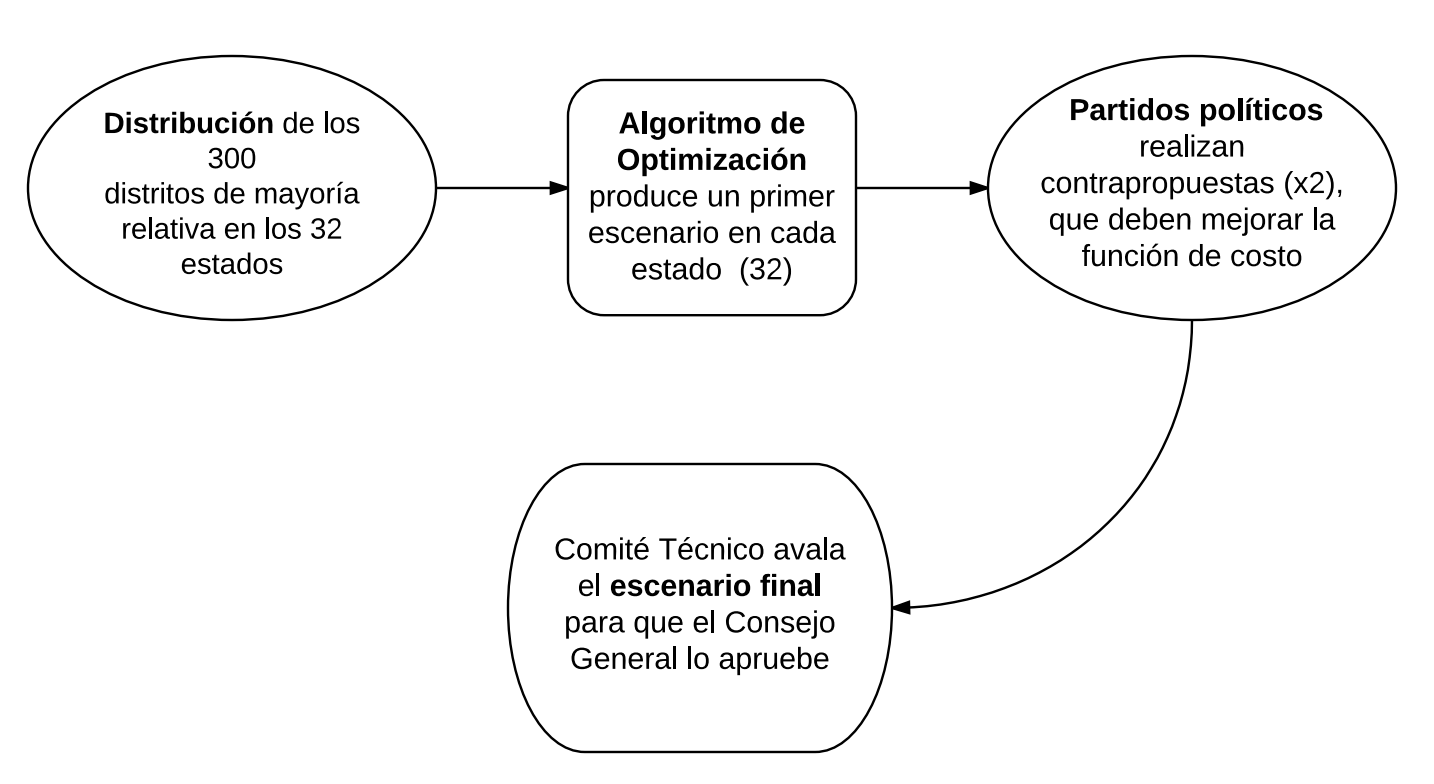 Distribución de los
300
distritos de mayoría
relativa en los 32
estados
Algoritmo de
Optimización
produce un primer
escenario en cada
estado  (32)
Partidos políticos
realizan
contrapropuestas (x2),
que deben mejorar la
función de costo
Comité Técnico avala
el escenario final
para que el Consejo
General lo apruebe